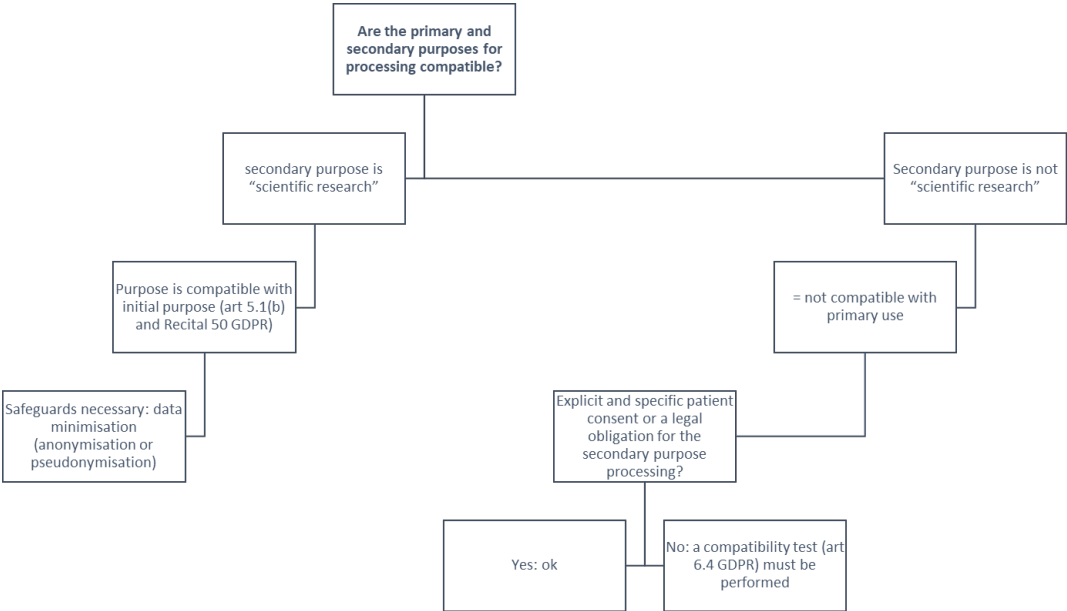 Are the primary and
secondary purposes for
processing compatible?
secondary purpose is
“scientific research”
Secondary purpose is not
“scientific research”
Purpose is compatible with
initial purpose (art 5.1(b)
and Recital 50 GDPR)
= not compatible with
primary use
Safeguards necessary: data
minimisation
(anonymisation or
pseudonymisation)
Explicit and specific patient
consent or a legal
obligation for the
secondary purpose
processing?
Yes: ok
No: a compatibility test (art
6.4 GDPR) must be
performed